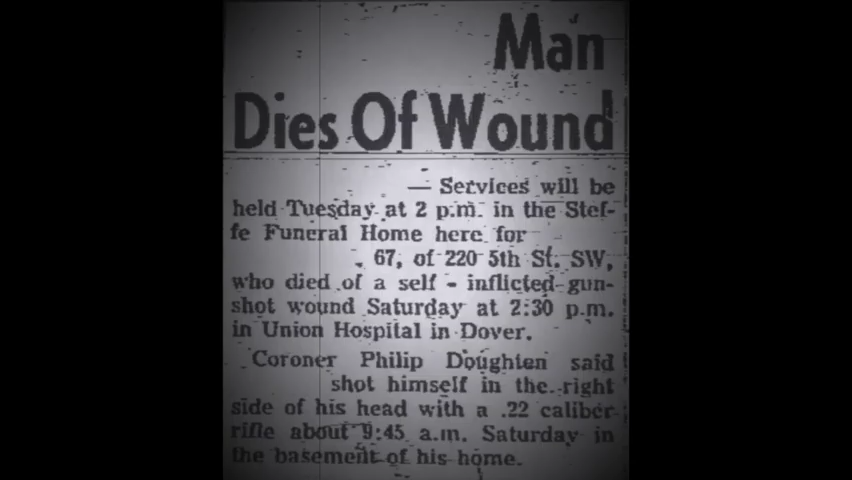 Man
Dies Of Wound
— Services will be
held Tuesday at 2 p.m. in the Stef-
fe Funeral Home here for
67, of 220 5th St. SW,
who died of a self - inflicted gun-
shot wound Saturday at 2:30 p.m.
in Union Hospital in Dover.
Coroner Philip Doughten said
shot himself in the right
side of his head with a .22 caliber
rifle about 9:45 a.m. Saturday in
the basement of his home.